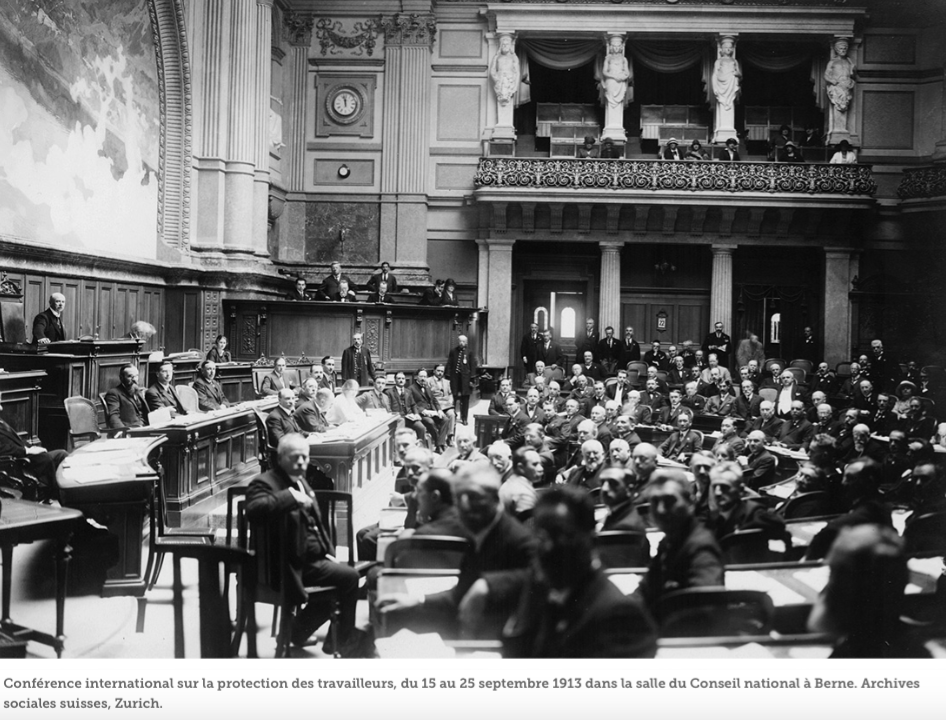 Conférence international sur la protection des travailleurs, du 15 au 25 septembre 1913 dans la salle du Conseil national à Berne. Archives
sociales suisses, Zurich.